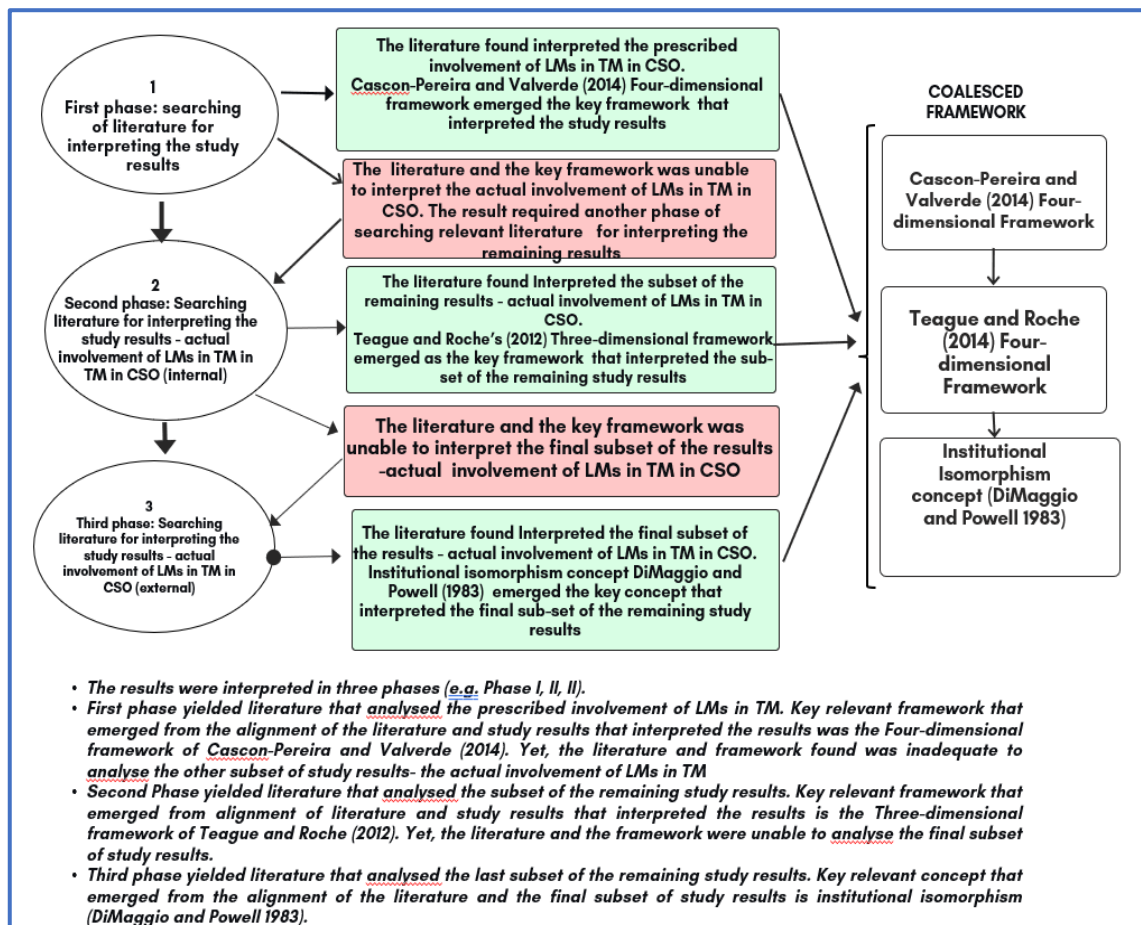 1
First phase: searching
of literature for
interpreting the study
results
The literature found interpreted the prescribed
involvement of LMs in TM in CSO.
Cascon-Pereira and Valverde (2014) Four-dimensional
framework emerged the key framework that
interpreted the study results
The literature and the key framework was unable
to interpret the actual involvement of LMs in TM in
CSO. The result required another phase of
searching relevant literature for interpreting the
remaining results
2
Second phase: Searching
literature for interpreting the
study results - actual
involvement of LMs in TM in
TM in CSO (internal)
The literature found Interpreted the subset of the
remaining results - actual involvement of LMs in TM in
CSO.
Teague and Roche's (2012) Three-dimensional framework
emerged as the key framework that interpreted the sub-
set of the remaining study results
The literature and the key framework was
unable to interpret the final subset of the results
-actual involvement of LMs in TM in CSO
3
Third phase: Searching
literature for interpreting the
study results - actual
involvement of LMs in TM in
CSO (external)
The literature found Interpreted the final subset of
the results - actual involvement of LMs in TM in CSO.
Institutional isomorphism concept DiMaggio and
Powell (1983) emerged the key concept that
interpreted the final sub-set of the remaining study
results
COALESCED
FRAMEWORK
Cascon-Pereira and
Valverde (2014) Four-
dimensional Framework
Teague and Roche
(2014) Four-
dimensional
Framework
Institutional
Isomorphism
concept (DiMaggio
and Powell 1983)
• The results were interpreted in three phases (e.g. Phase I, II, II).
• First phase yielded literature that analysed the prescribed involvement of LMs in TM. Key relevant framework that
emerged from the alignment of the literature and study results that interpreted the results was the Four-dimensional
framework of Cascon-Pereira and Valverde (2014). Yet, the literature and framework found was inadequate to
analyse the other subset of study results- the actual involvement of LMs in TM
• Second Phase yielded literature that analysed the subset of the remaining study results. Key relevant framework that
emerged from alignment of literature and study results that interpreted the results is the Three-dimensional
framework of Teague and Roche (2012). Yet, the literature and the framework were unable to analyse the final subset
of study results.
• Third phase yielded literature that analysed the last subset of the remaining study results. Key relevant concept that
emerged from the alignment of the literature and the final subset of study results is institutional isomorphism
(DiMaggio and Powell 1983).